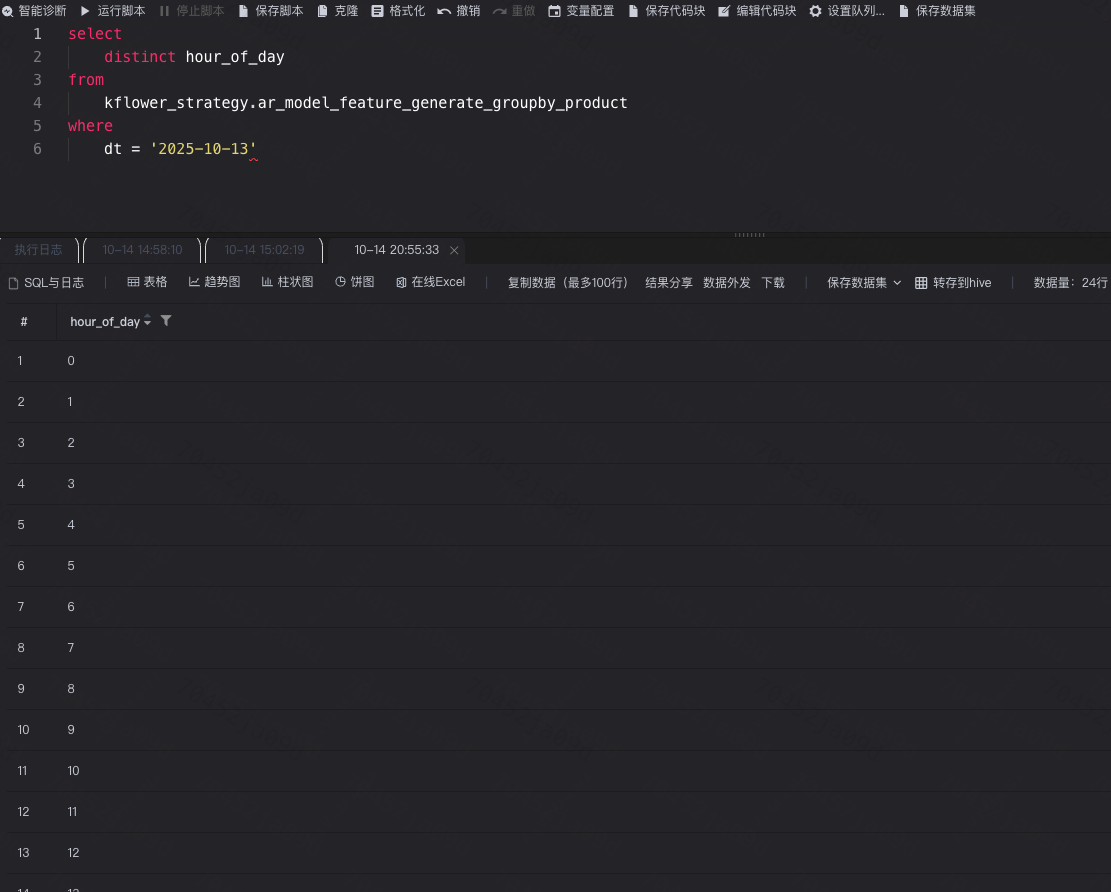 智能诊断 运行脚本 停止脚本 保存脚本 克隆 格式化 撤销 重做 变量配置 保存代码块 编辑代码块 设置队列... 保存数据集
1 select
2 distinct hour_of_day
3 from
4 kflower_strategy.ar_model_feature_generate_groupby_product
5 where
6 dt = '2025-10-13'
执行日志 10-14 14:58:10 10-14 15:02:19 10-14 20:55:33
SQL与日志 表格 趋势图 柱状图 饼图 在线Excel 复制数据（最多100行） 结果分享 数据外发 下载 保存数据集 转存到hive 数据量：24行
# hour_of_day
1 0
2 1
3 2
4 3
5 4
6 5
7 6
8 7
9 8
10 9
11 10
12 11
13 12
14 13